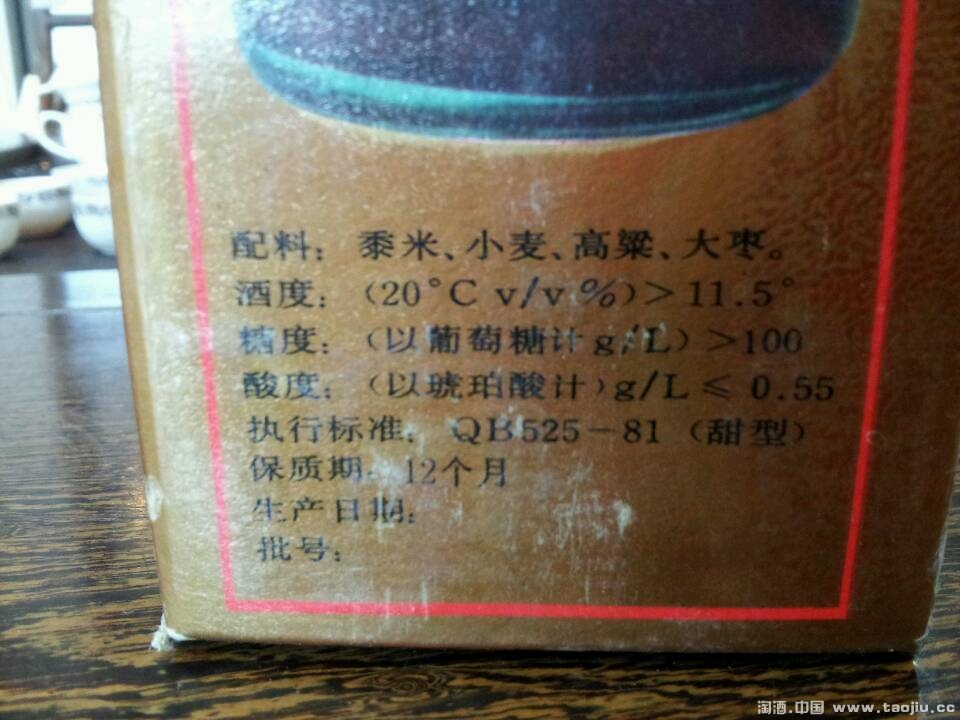 配料：黍米、小麦、高粱、大枣。
酒度：（20°C v/v%）>11.5°
糖度：（以葡萄糖计g/L）>100
酸度：（以琥珀酸计）g/L≤0.55
执行标准：QB525-81（甜型）
保质期：12个月
生产日期：
批号：
淘酒.中国 www.taojiu.cc